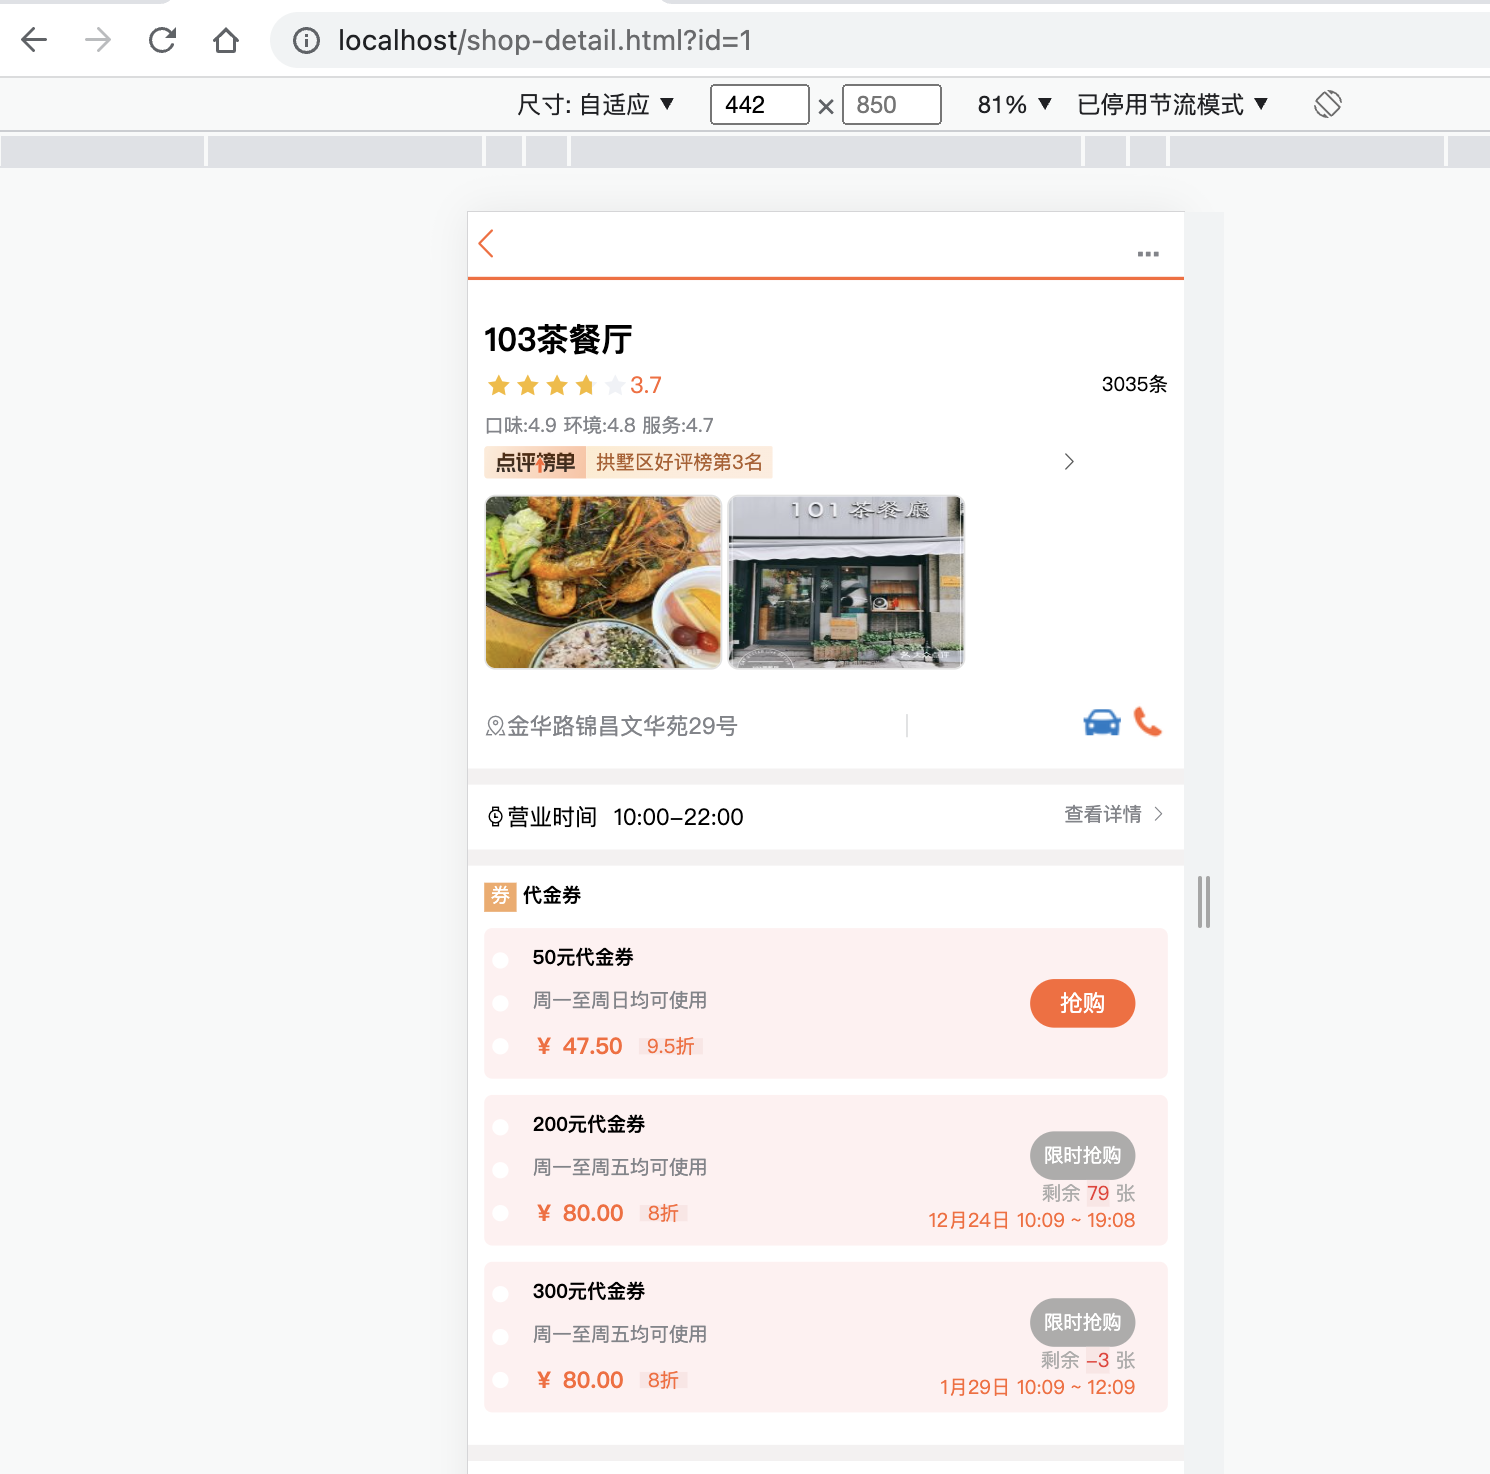 localhost/shop-detail.html?id=1
尺寸: 自适应 ▼ 442 × 850 81% ▼ 已停用节流模式 ▼
103茶餐厅
3.7 3035条
口味:4.9 环境:4.8 服务:4.7
点评榜单 拱墅区好评榜第3名
101 茶餐廳
金华路锦昌文华苑29号
营业时间 10:00-22:00 查看详情
券 代金券
50元代金券
周一至周日均可使用
抢购
¥ 47.50 9.5折
200元代金券
周一至周五均可使用
限时抢购
剩余 79 张
¥ 80.00 8折
12月24日 10:09 ~ 19:08
300元代金券
周一至周五均可使用
限时抢购
剩余 -3 张
¥ 80.00 8折
1月29日 10:09 ~ 12:09